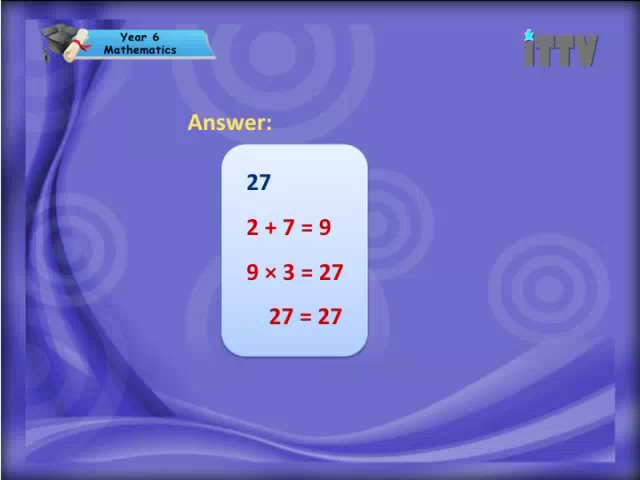 Year 6
Mathematics
iTTV
Answer:
27
2 + 7 = 9
9 × 3 = 27
27 = 27